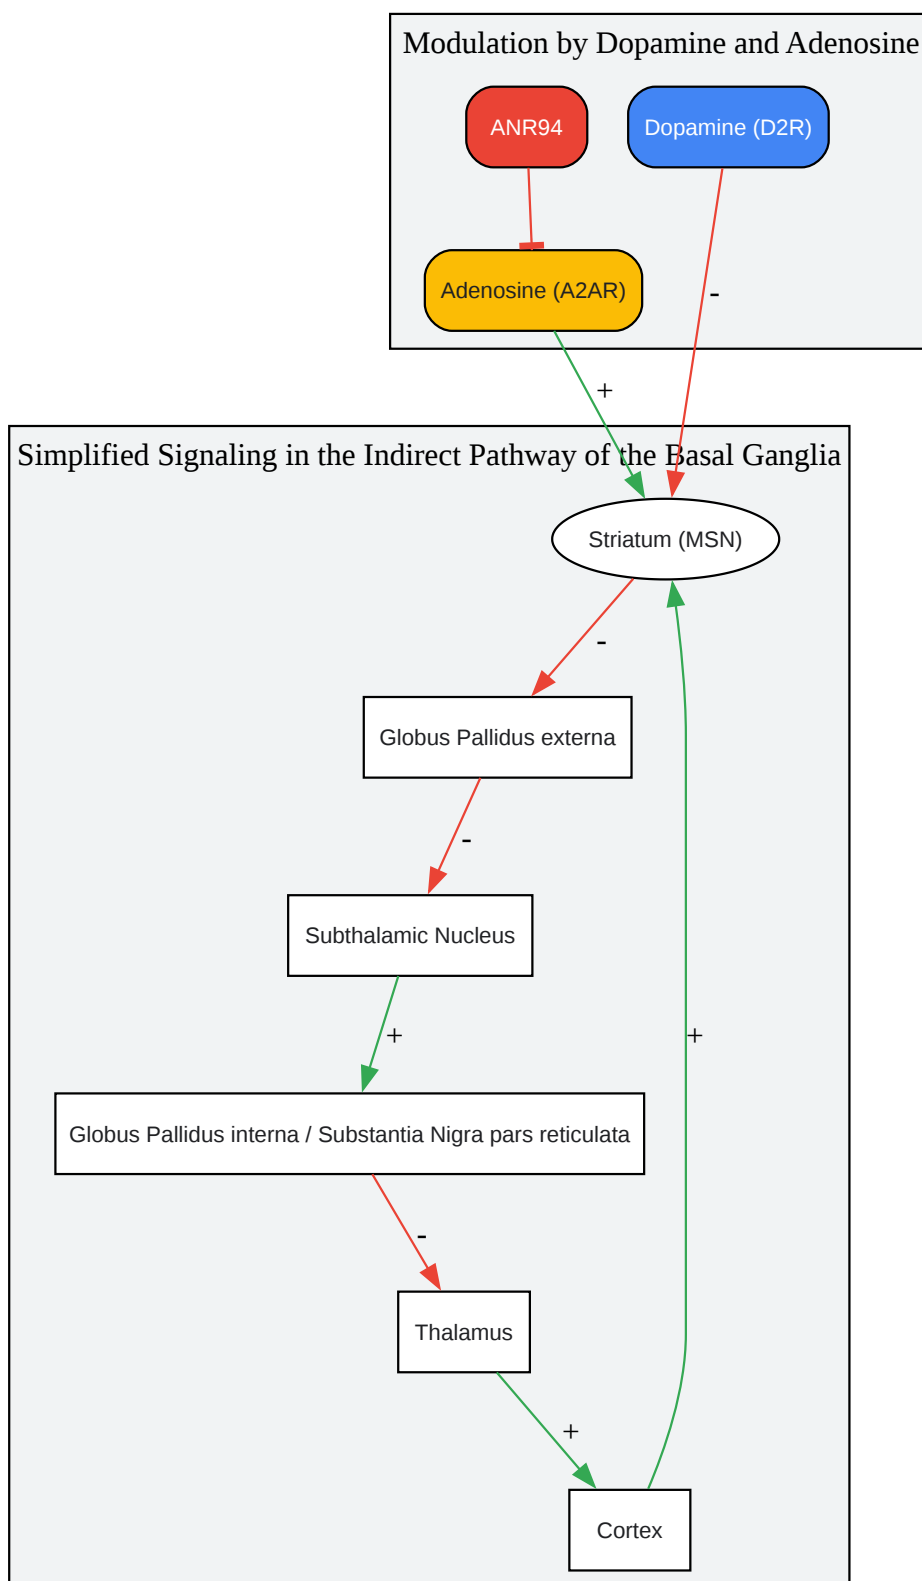 Modulation by Dopamine and Adenosine
ANR94
Dopamine (D2R)
Adenosine (A2AR)
-
+
Simplified Signaling in the Indirect Pathway of the Basal Ganglia
Striatum (MSN)
-
Globus Pallidus externa
-
Subthalamic Nucleus
+
+
Globus Pallidus interna / Substantia Nigra pars reticulata
-
Thalamus
+
Cortex